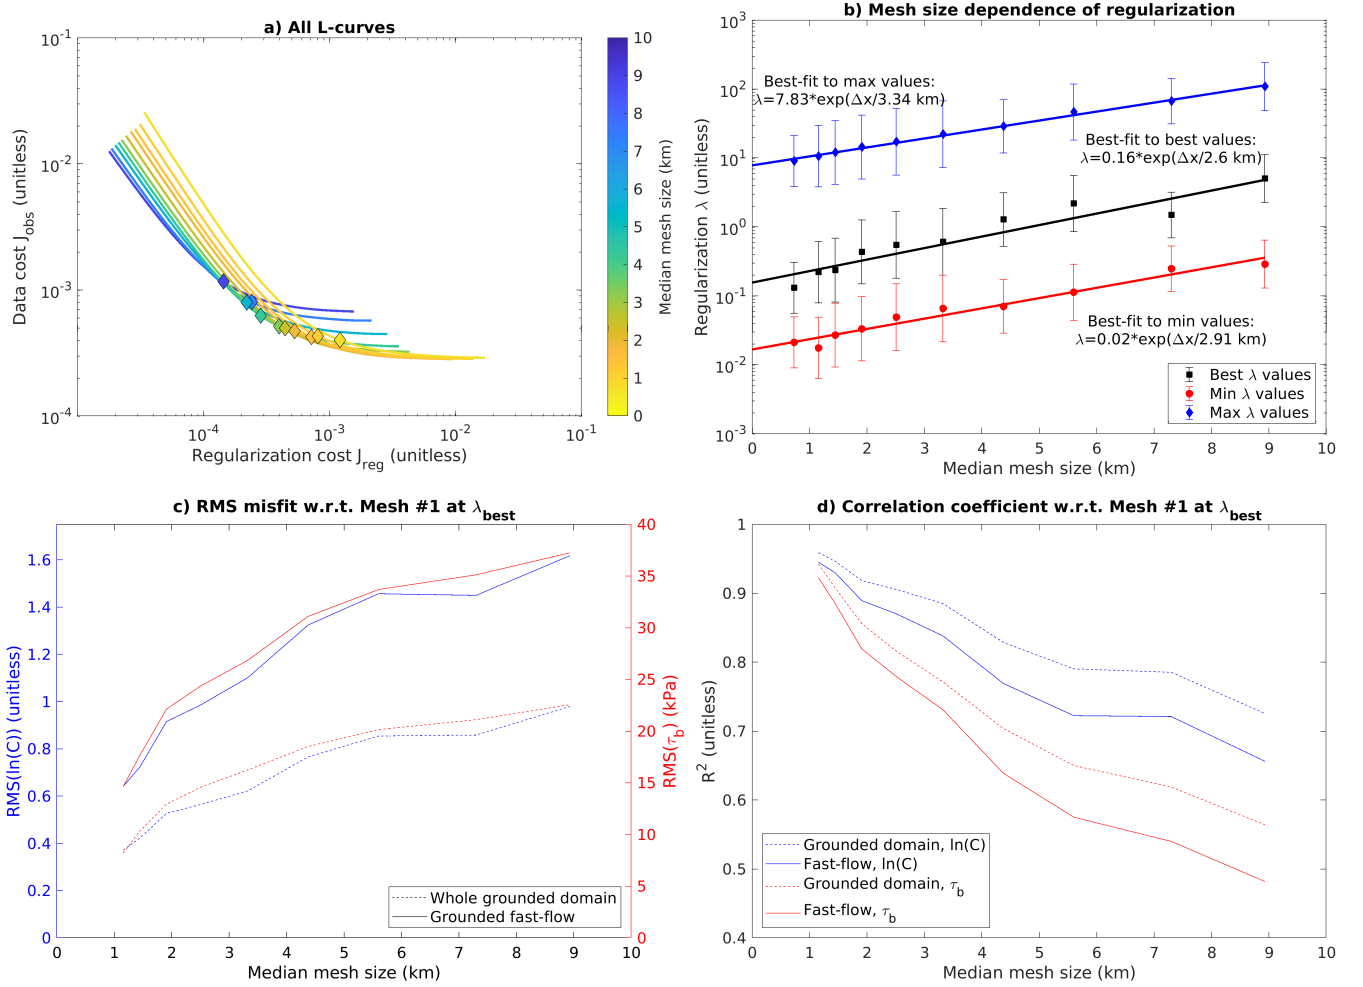 a) All L-curves
10⁻¹
10⁻²
10⁻³
10⁻⁴
Data cost J_obs (unitless)
10⁻⁴
10⁻³
10⁻²
10⁻¹
Regularization cost J_reg (unitless)
10
9
8
7
6
5
4
3
2
1
0
Median mesh size (km)
b) Mesh size dependence of regularization
10³
10²
10¹
10⁰
10⁻¹
10⁻²
10⁻³
Regularization λ (unitless)
Best-fit to max values:
λ=7.83*exp(Δx/3.34 km)
Best-fit to best values:
λ=0.16*exp(Δx/2.6 km)
Best-fit to min values:
λ=0.02*exp(Δx/2.91 km)
Best λ values
Min λ values
Max λ values
0 1 2 3 4 5 6 7 8 9 10
Median mesh size (km)
c) RMS misfit w.r.t. Mesh #1 at λ_best
1.6
1.4
1.2
1
0.8
0.6
0.4
0.2
0
RMS(ln(C)) (unitless)
40
35
30
25
20
15
10
5
0
RMS(τ_b) (kPa)
Whole grounded domain
Grounded fast-flow
0 1 2 3 4 5 6 7 8 9 10
Median mesh size (km)
d) Correlation coefficient w.r.t. Mesh #1 at λ_best
1
0.9
0.8
0.7
0.6
0.5
0.4
R² (unitless)
Grounded domain, ln(C)
Fast-flow, ln(C)
Grounded domain, τ_b
Fast-flow, τ_b
0 1 2 3 4 5 6 7 8 9 10
Median mesh size (km)